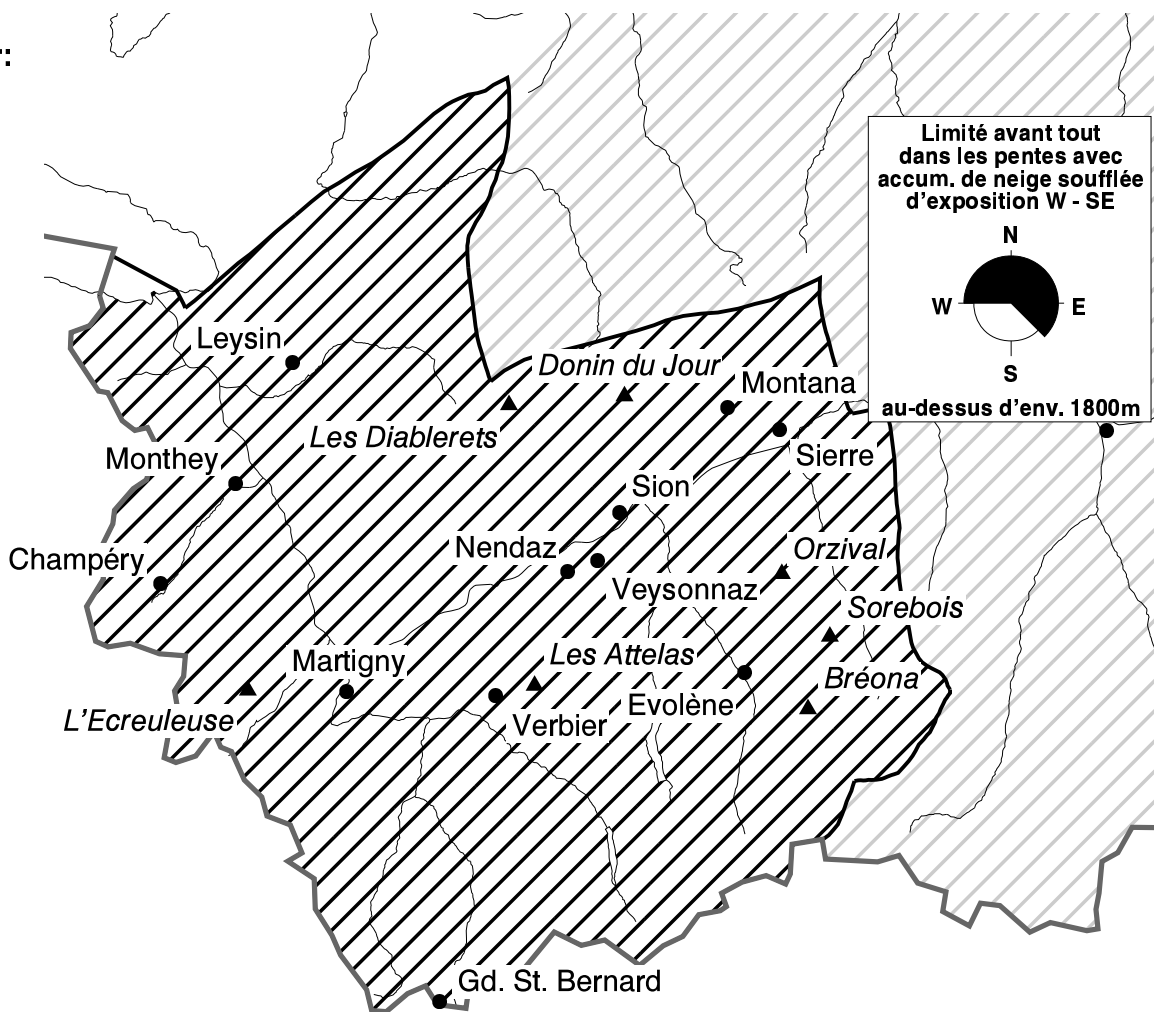 Limité avant tout
dans les pentes avec
accum. de neige soufflée
d'exposition W - SE
N
W
E
S
au-dessus d'env. 1800m
Leysin
Donin du Jour
Montana
Les Diablerets
Sierre
Monthey
Sion
Champéry
Nendaz
Orzival
Veysonnaz
Sorebois
Martigny
Les Attelas
Bréona
L'Ecreuleuse
Verbier
Evolène
Gd. St. Bernard